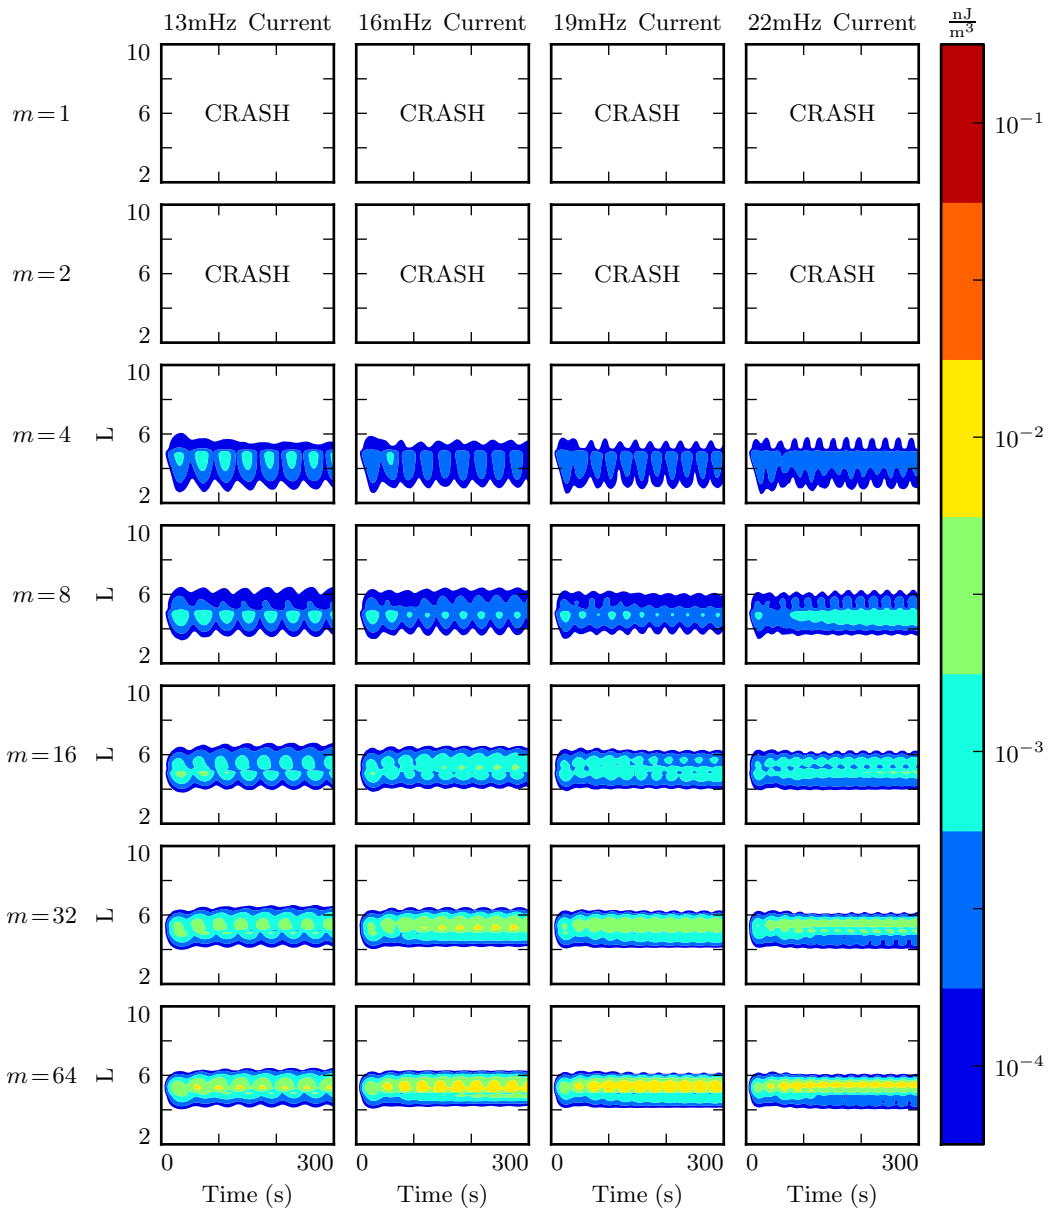 13mHz Current 16mHz Current 19mHz Current 22mHz Current nJ/m³
10
m=1 6 CRASH CRASH CRASH CRASH 10⁻¹
2
10
m=2 6 CRASH CRASH CRASH CRASH
2
10
m=4 L 6 10⁻²
2
10
m=8 L 6
2
10
m=16 L 6 10⁻³
2
10
m=32 L 6
2
10
m=64 L 6 10⁻⁴
2
0 300 0 300 0 300 0 300
Time (s) Time (s) Time (s) Time (s)